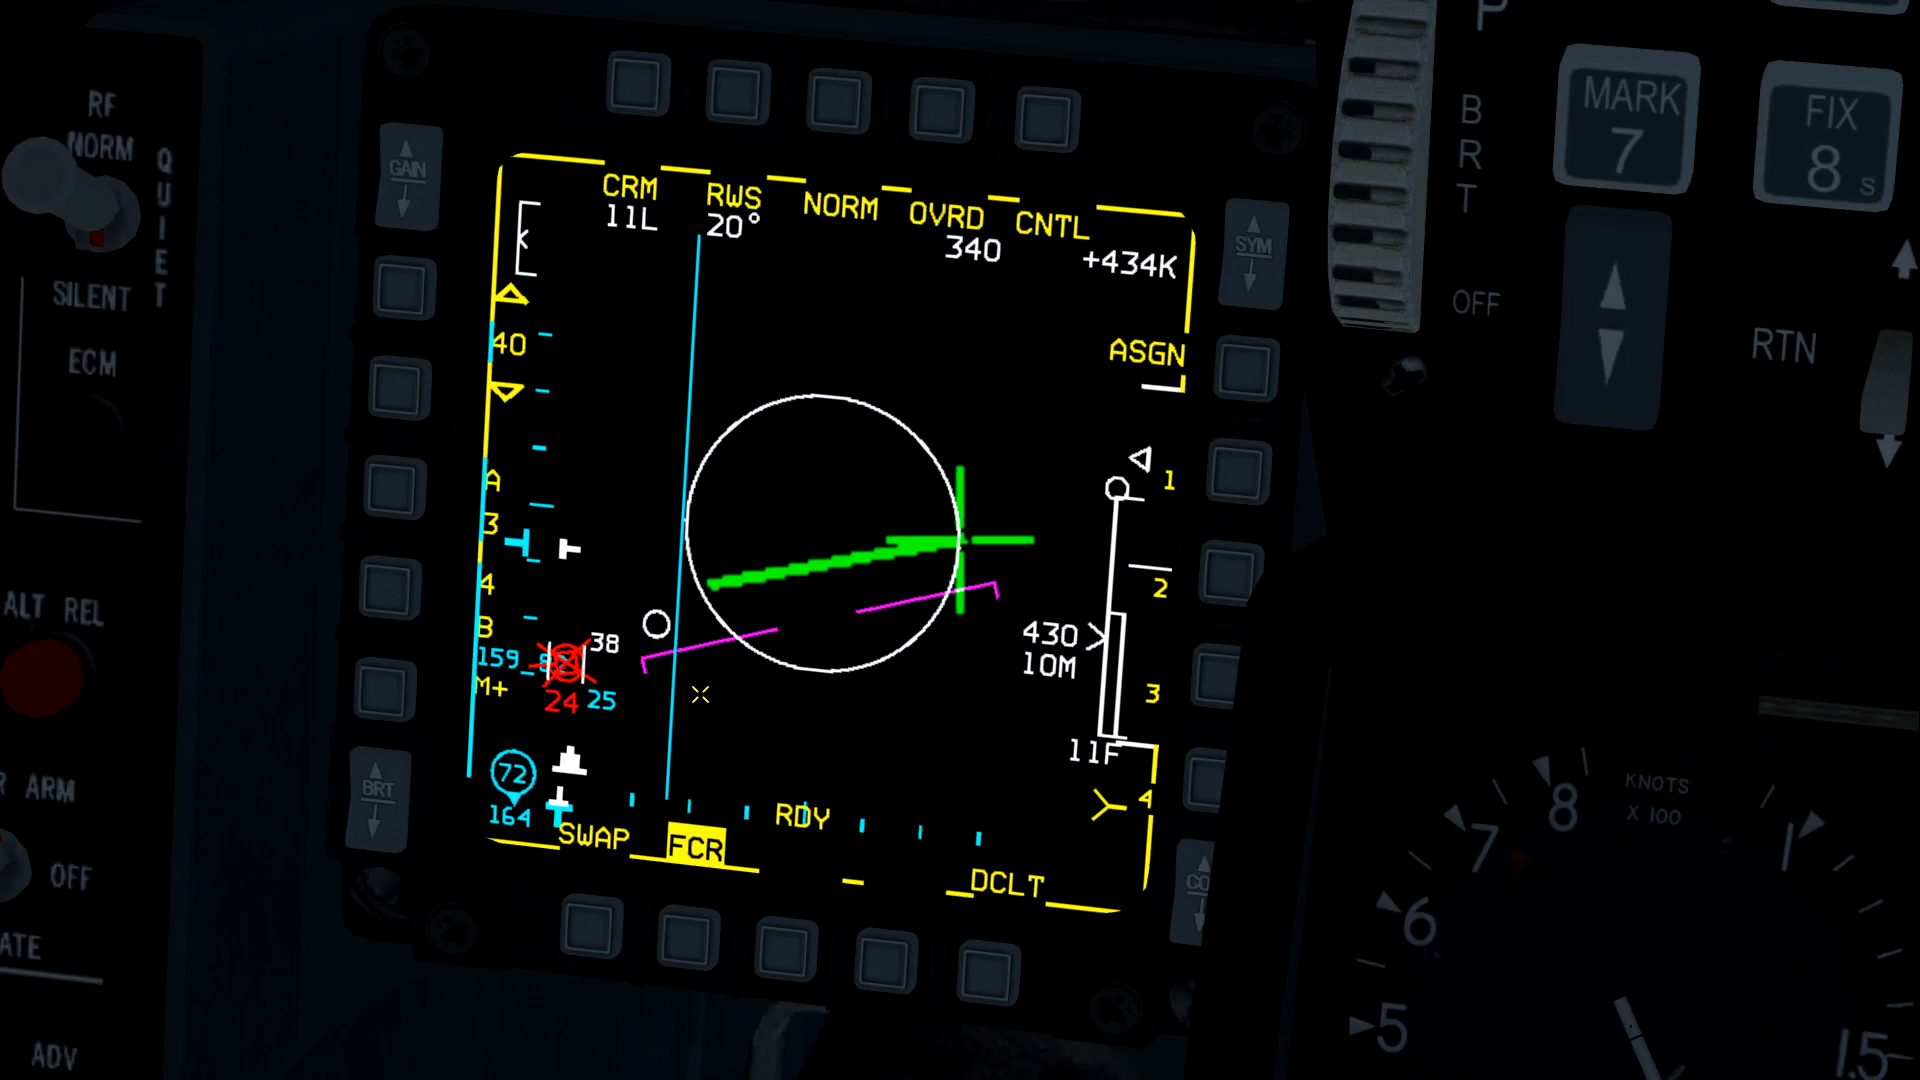 RF
NORM
QUIET
SILENT
ECM
ALT REL
ARM
OFF
ADV
GAIN
SYM
BRT
CRM RWS NORM OVRD CNTL
11L 20° 340 +434K
40
ASGN
A
3
4
B
159
M+
38
24 25
72
164
1
2
430
10M
3
11F
4
RDY
SWAP FCR DCLT
P
BRT
OFF
MARK
7
FIX
8 S
RTN
KNOTS
X 100
8
7
6
5
1
1.5